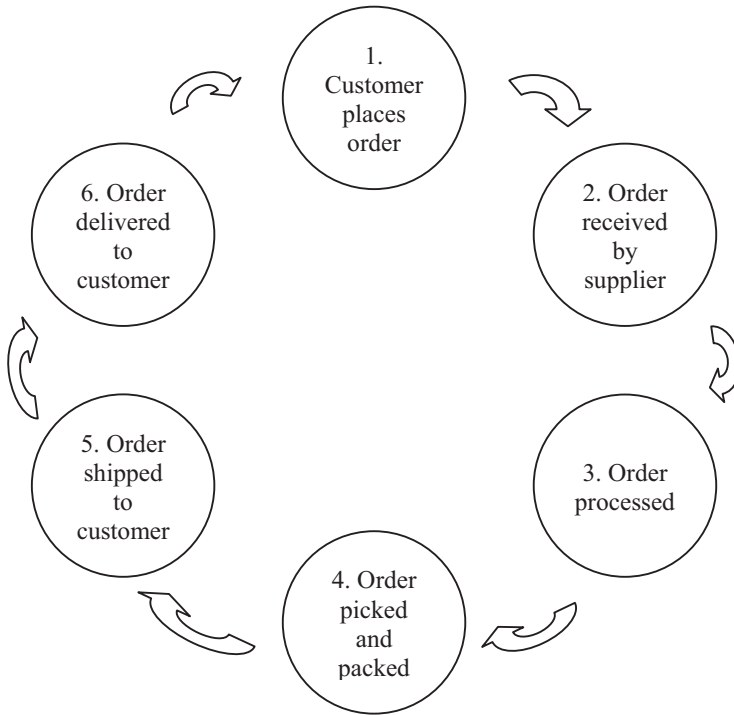 1.
Customer
places
order
2. Order
received
by
supplier
3. Order
processed
4. Order
picked
and
packed
5. Order
shipped
to
customer
6. Order
delivered
to
customer